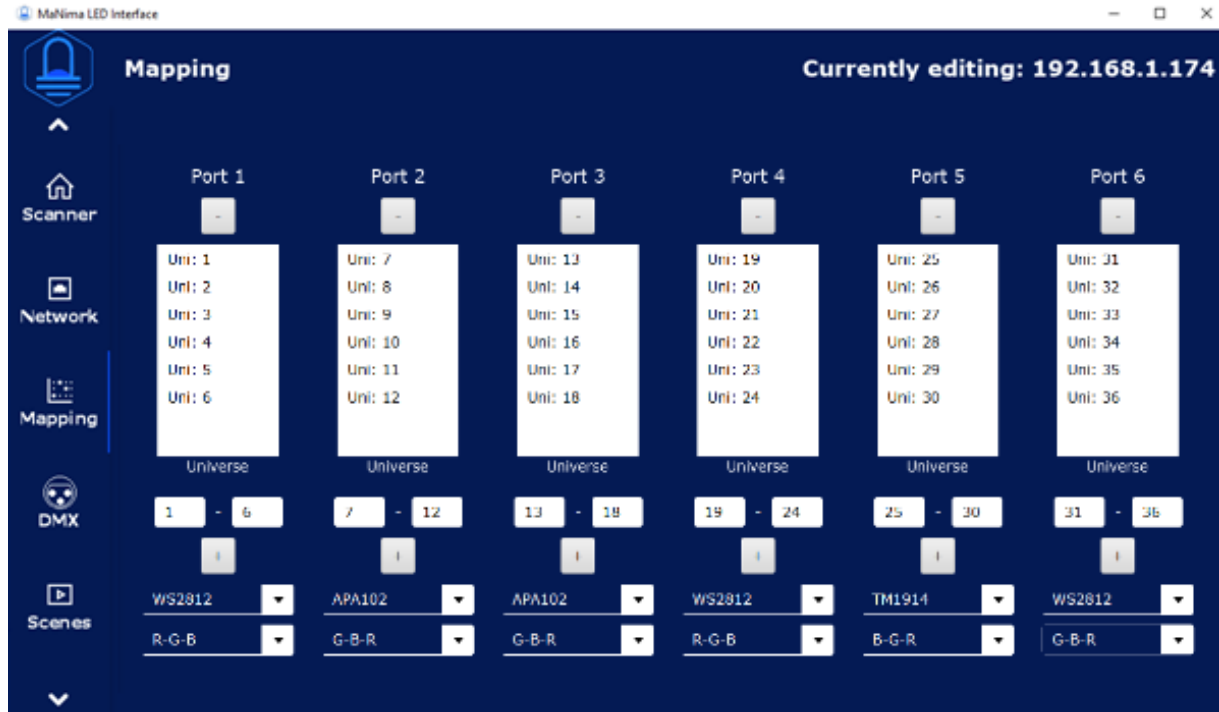 MaNima LED Interface
Mapping
Currently editing: 192.168.1.174
Scanner
Network
Mapping
DMX
Scenes
Port 1 Port 2 Port 3 Port 4 Port 5 Port 6
- - - - - -
Uni: 1 Uni: 7 Uni: 13 Uni: 19 Uni: 25 Uni: 31
Uni: 2 Uni: 8 Uni: 14 Uni: 20 Uni: 26 Uni: 32
Uni: 3 Uni: 9 Uni: 15 Uni: 21 Uni: 27 Uni: 33
Uni: 4 Uni: 10 Uni: 16 Uni: 22 Uni: 28 Uni: 34
Uni: 5 Uni: 11 Uni: 17 Uni: 23 Uni: 29 Uni: 35
Uni: 6 Uni: 12 Uni: 18 Uni: 24 Uni: 30 Uni: 36
Universe Universe Universe Universe Universe Universe
1 - 6 7 - 12 13 - 18 19 - 24 25 - 30 31 - 36
+ + + + + +
WS2812 APA102 APA102 WS2812 TM1914 WS2812
R-G-B G-B-R G-B-R R-G-B B-G-R G-B-R